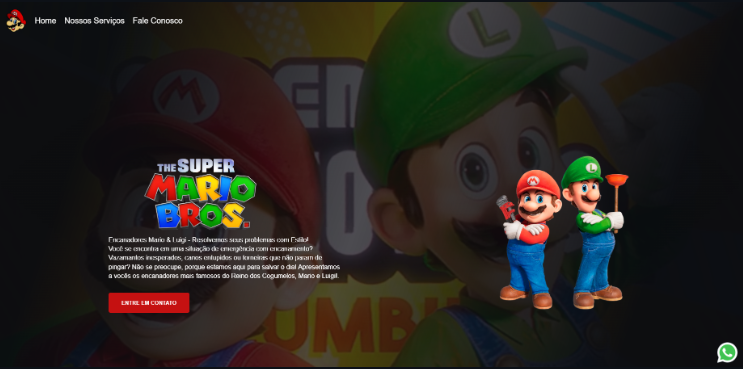 Home Nossos Serviços Fale Conosco
THE SUPER
MARIO
BROS.
Encanadores Mario & Luigi - Resolvemos seus problemas com Estilo!
Você se encontra em uma situação de emergência com encanamento?
Vazamantos inesperados, canos entupidos ou torneiras que não param de
pingar? Não se preocupe, porque estamos aqui para salvar o dia! Apresentamos
a vocês os encanadores mais famosos do Reino dos Cogumelos, Mario e Luigi!.
ENTRE EM CONTATO
UMBI